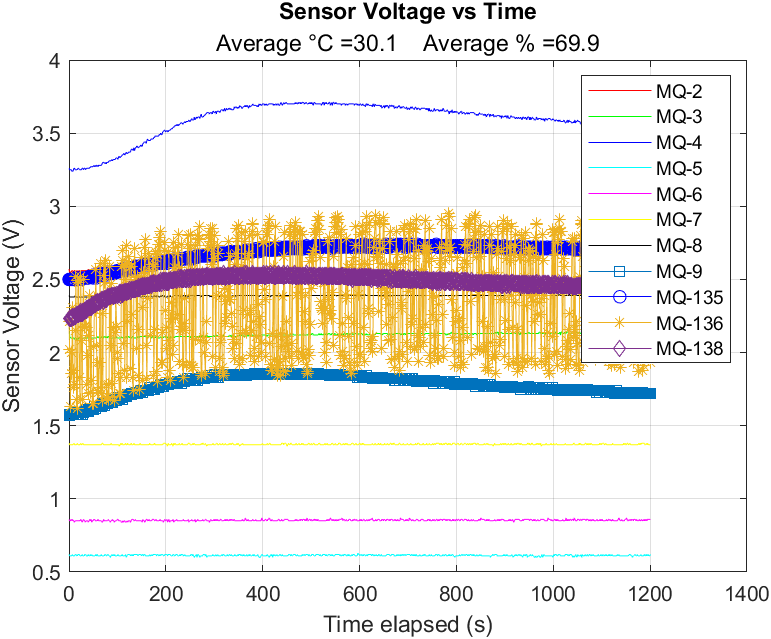 Sensor Voltage vs Time
Average °C =30.1 Average % =69.9
Sensor Voltage (V)
4
3.5
3
2.5
2
1.5
1
0.5
0
200
400
600
800
1000
1200
1400
Time elapsed (s)
MQ-2
MQ-3
MQ-4
MQ-5
MQ-6
MQ-7
MQ-8
MQ-9
MQ-135
MQ-136
MQ-138